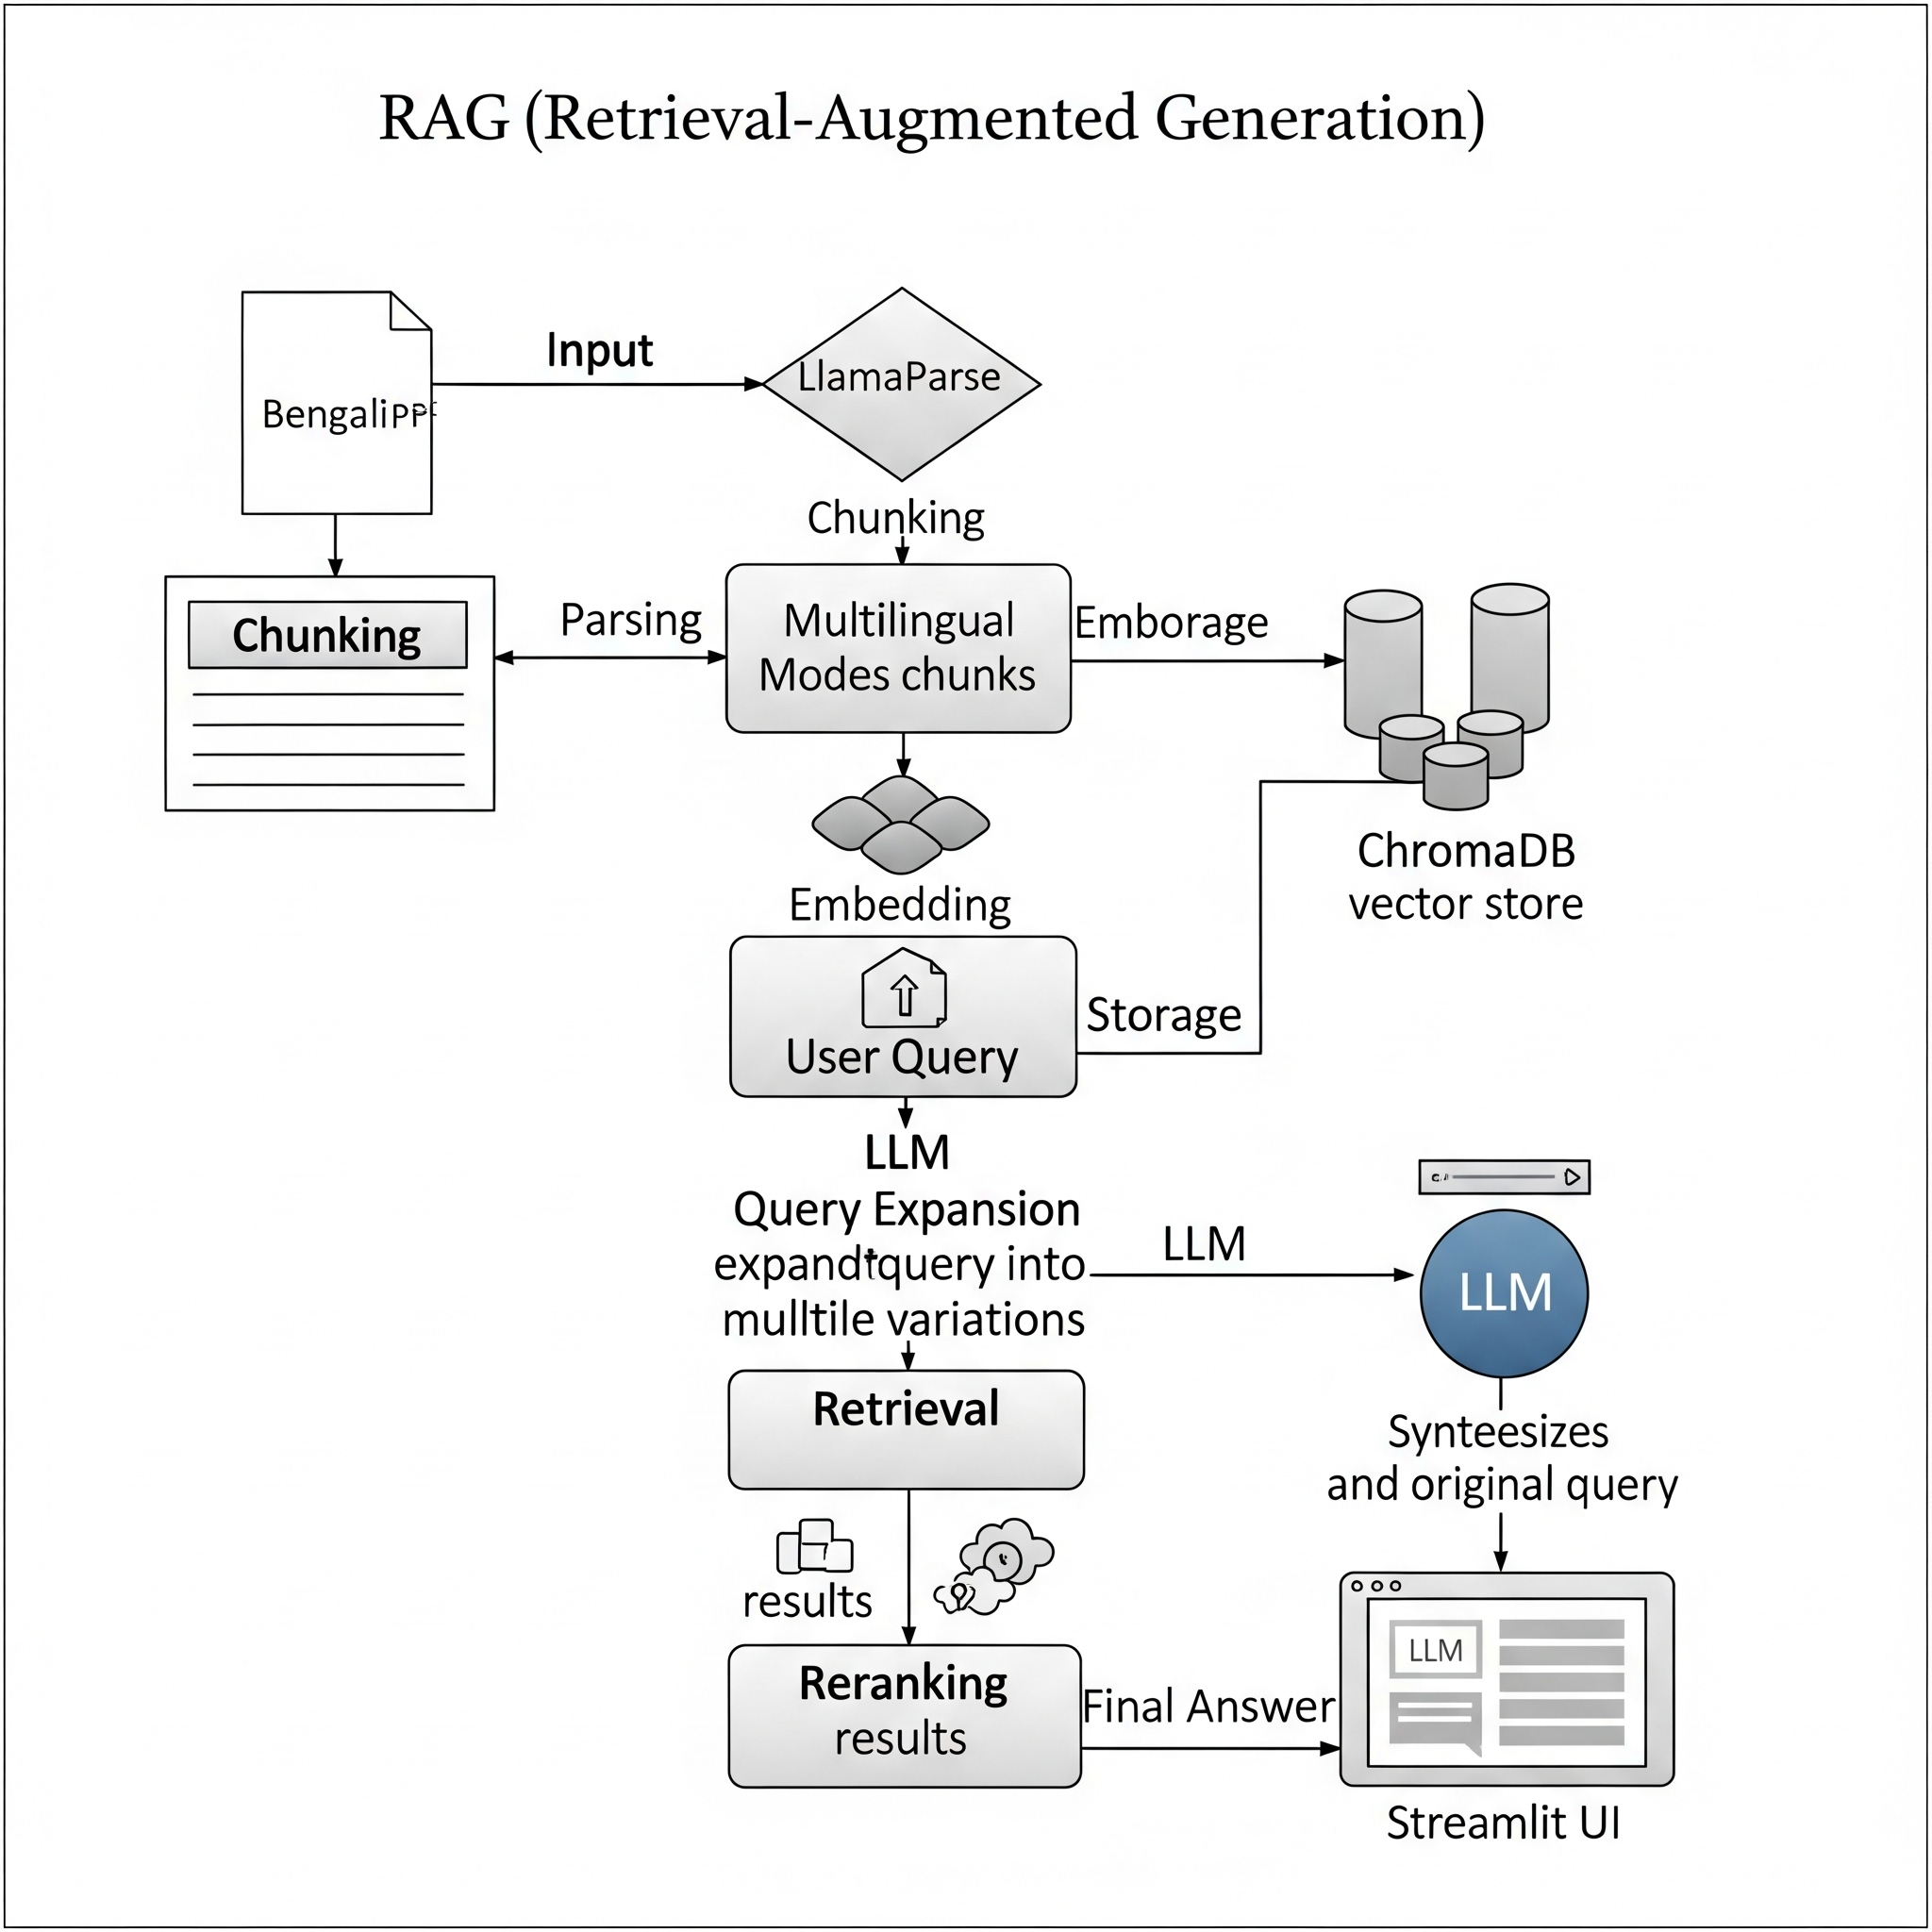 RAG (Retrieval-Augmented Generation)
Input
LlamaParse
Chunking
Chunking
Parsing
Multilingual
Modes chunks
Emborage
ChromaDB
vector store
Embedding
User Query
Storage
LLM
Query Expansion
query into
mulltile variations
LLM
LLM
Retrieval
Synteesizes
and original query
results
Reranking
results
Final Answer
LLM
Streamlit UI